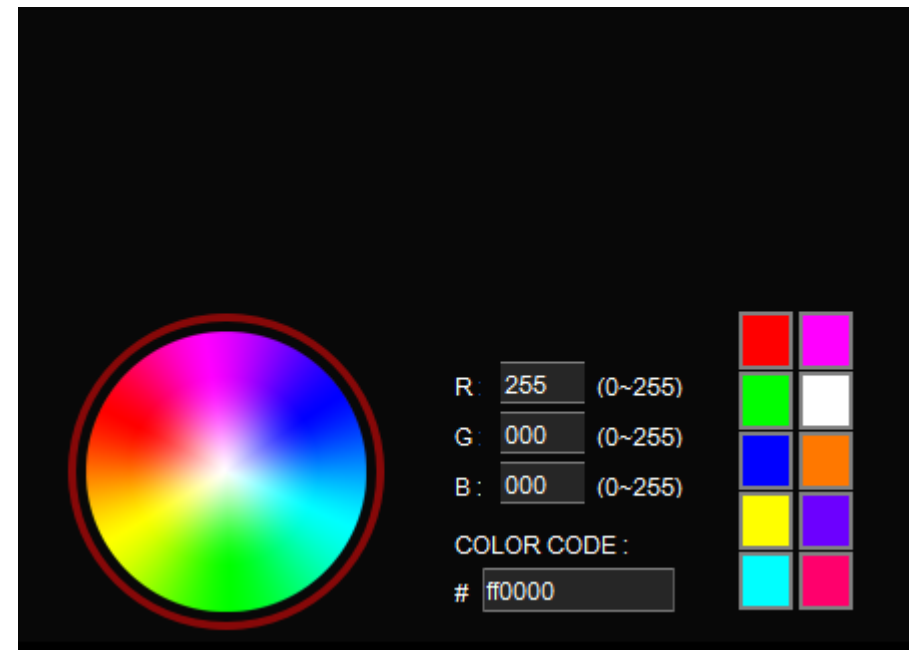 R: 255 (0~255)
G: 000 (0~255)
B: 000 (0~255)
COLOR CODE :
# ff0000